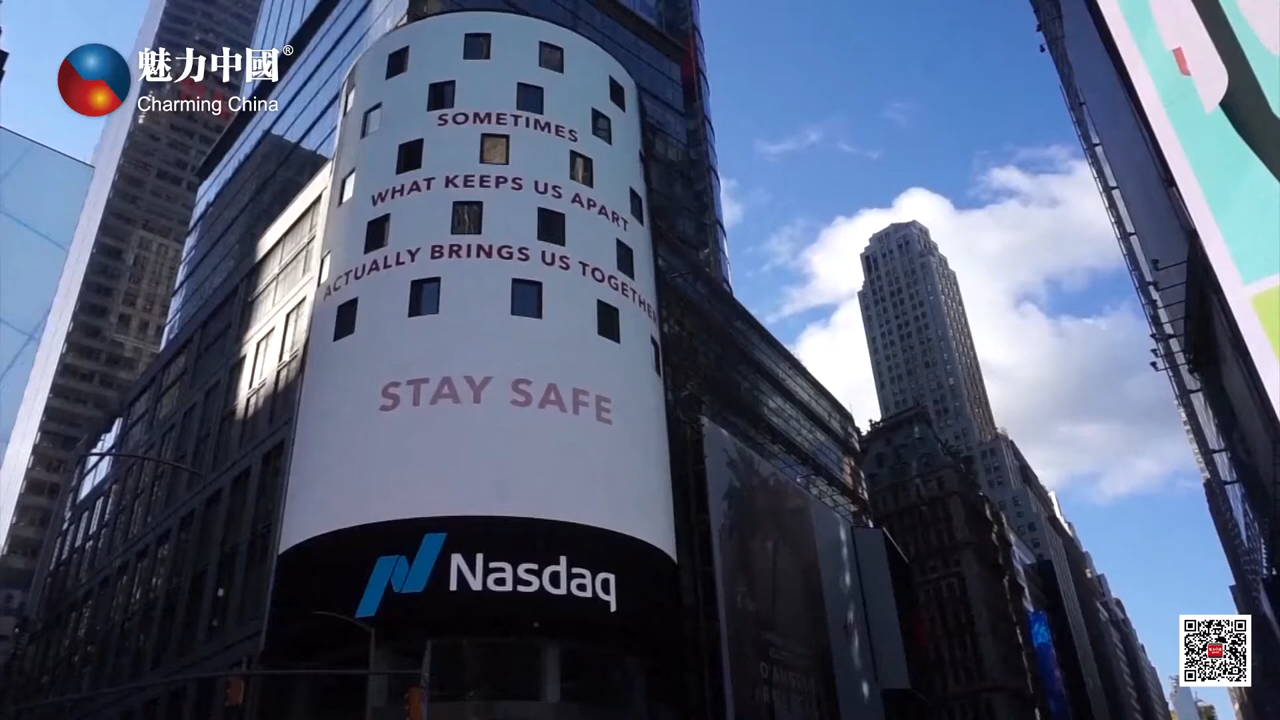 魅力中國®
Charming China
SOMETIMES
WHAT KEEPS US APART
ACTUALLY BRINGS US TOGETHER
STAY SAFE
Nasdaq